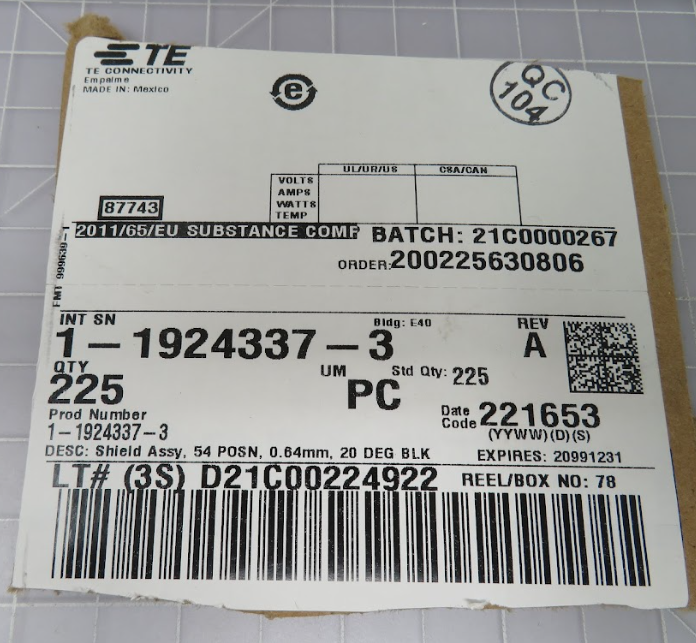 TE
TE CONNECTIVITY
Empalme
MADE IN: Mexico
e
QC
104
UL/UR/US CSA/CAN
VOLTS
AMPS
WATTS
TEMP
87743
2011/65/EU SUBSTANCE COMP
BATCH: 21C0000267
ORDER:200225630806
FMT 999639-1
INT SN
Bldg: E40
REV
1-1924337-3
A
QTY
UM
Std Qty: 225
225
PC
Prod Number
1-1924337-3
Date Code 221653
(YYWW)(D)(S)
DESC: Shield Assy, 54 POSN, 0.64mm, 20 DEG BLK
EXPIRES: 20991231
LT# (3S) D21C00224922
REEL/BOX NO: 78